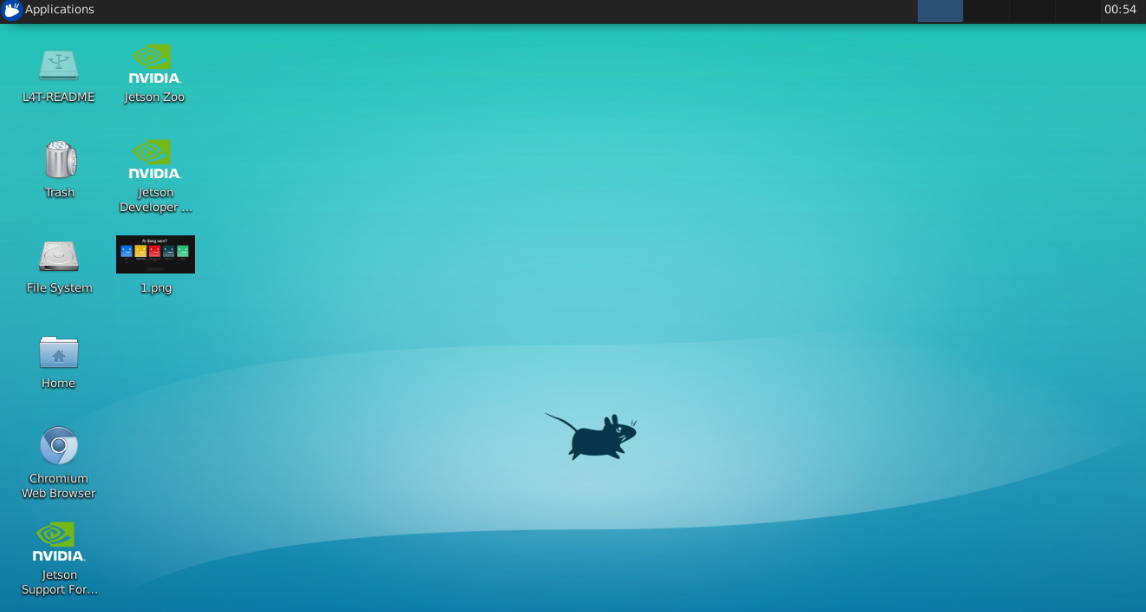 Applications
00:54
L4T-README
NVIDIA.
Jetson Zoo
Trash
NVIDIA.
Jetson
Developer ...
File System
1.png
Home
Chromium
Web Browser
NVIDIA.
Jetson
Support For...